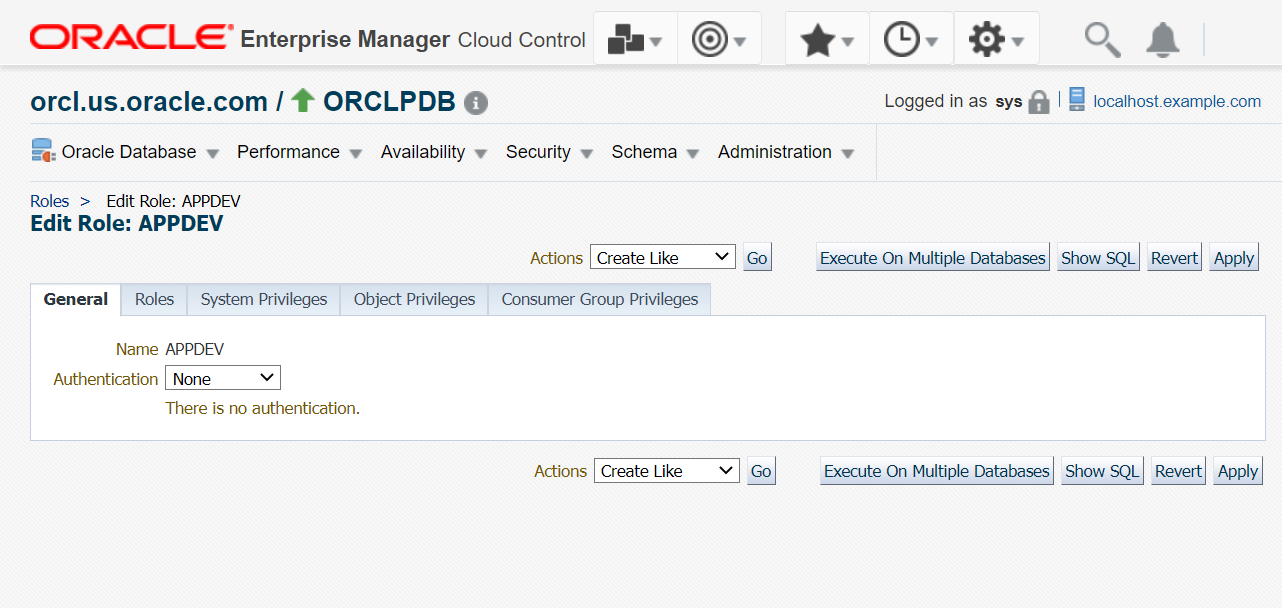 ORACLE® Enterprise Manager Cloud Control
orcl.us.oracle.com / ORCLPDB
Logged in as sys localhost.example.com
Oracle Database Performance Availability Security Schema Administration
Roles > Edit Role: APPDEV
Edit Role: APPDEV
Actions Create Like Go Execute On Multiple Databases Show SQL Revert Apply
General Roles System Privileges Object Privileges Consumer Group Privileges
Name APPDEV
Authentication None
There is no authentication.
Actions Create Like Go Execute On Multiple Databases Show SQL Revert Apply